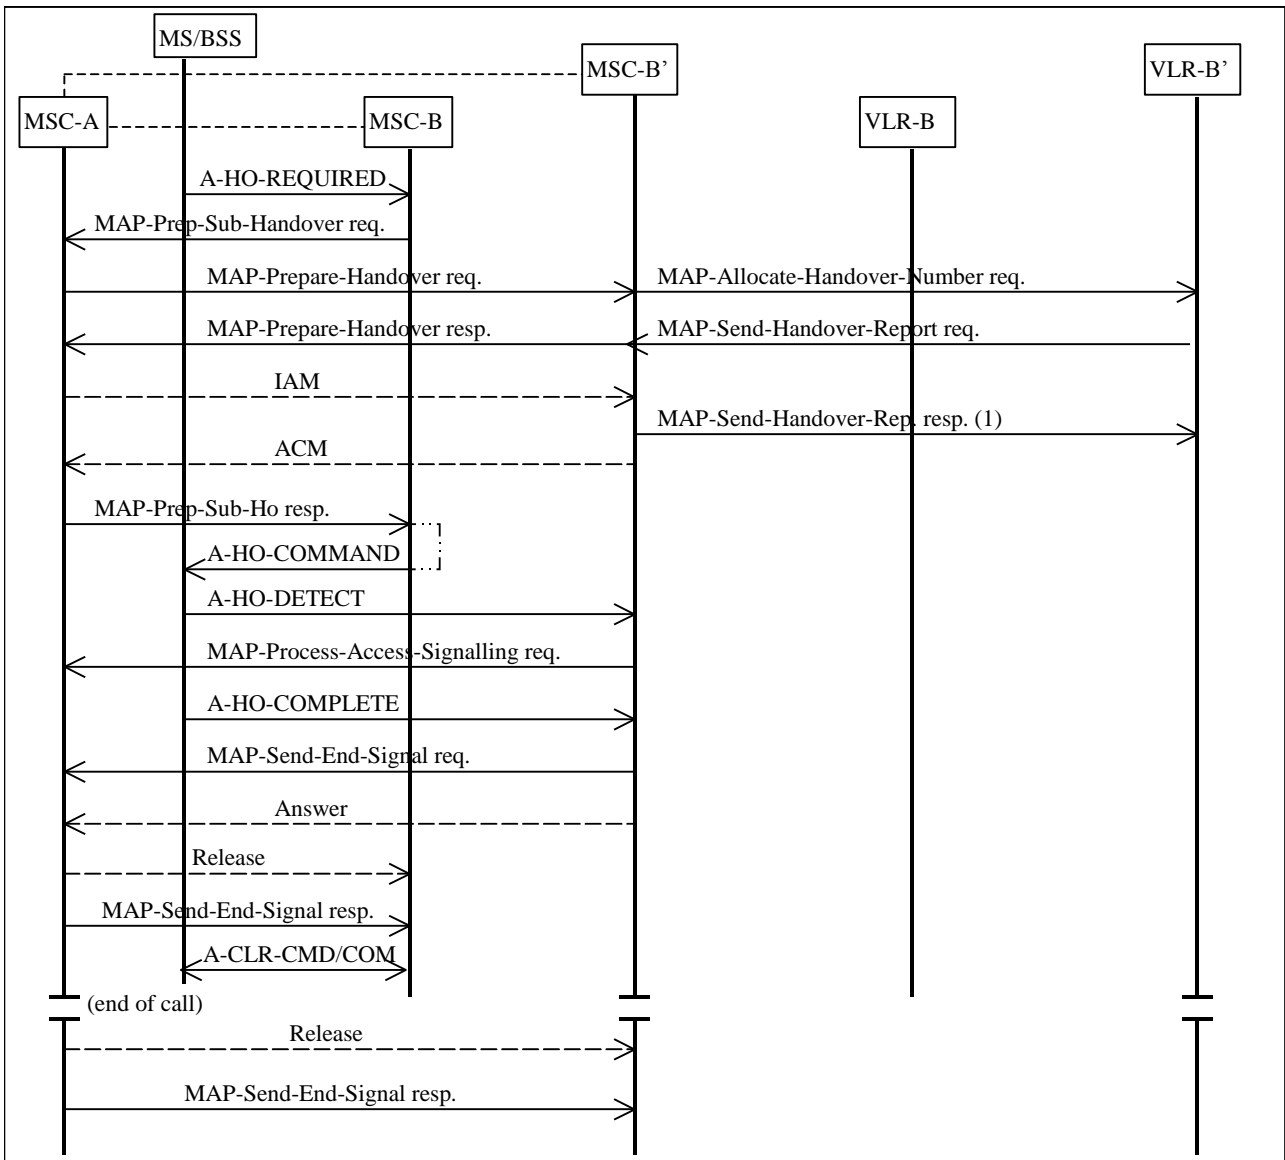 MS/BSS
MSC-B'
VLR-B'
MSC-A
MSC-B
VLR-B
A-HO-REQUIRED
MAP-Prep-Sub-Handover req.
MAP-Prepare-Handover req.
MAP-Allocate-Handover-Number req.
MAP-Prepare-Handover resp.
MAP-Send-Handover-Report req.
IAM
MAP-Send-Handover-Rep. resp. (1)
ACM
MAP-Prep-Sub-Ho resp.
A-HO-COMMAND
A-HO-DETECT
MAP-Process-Access-Signalling req.
A-HO-COMPLETE
MAP-Send-End-Signal req.
Answer
Release
MAP-Send-End-Signal resp.
A-CLR-CMD/COM
(end of call)
Release
MAP-Send-End-Signal resp.